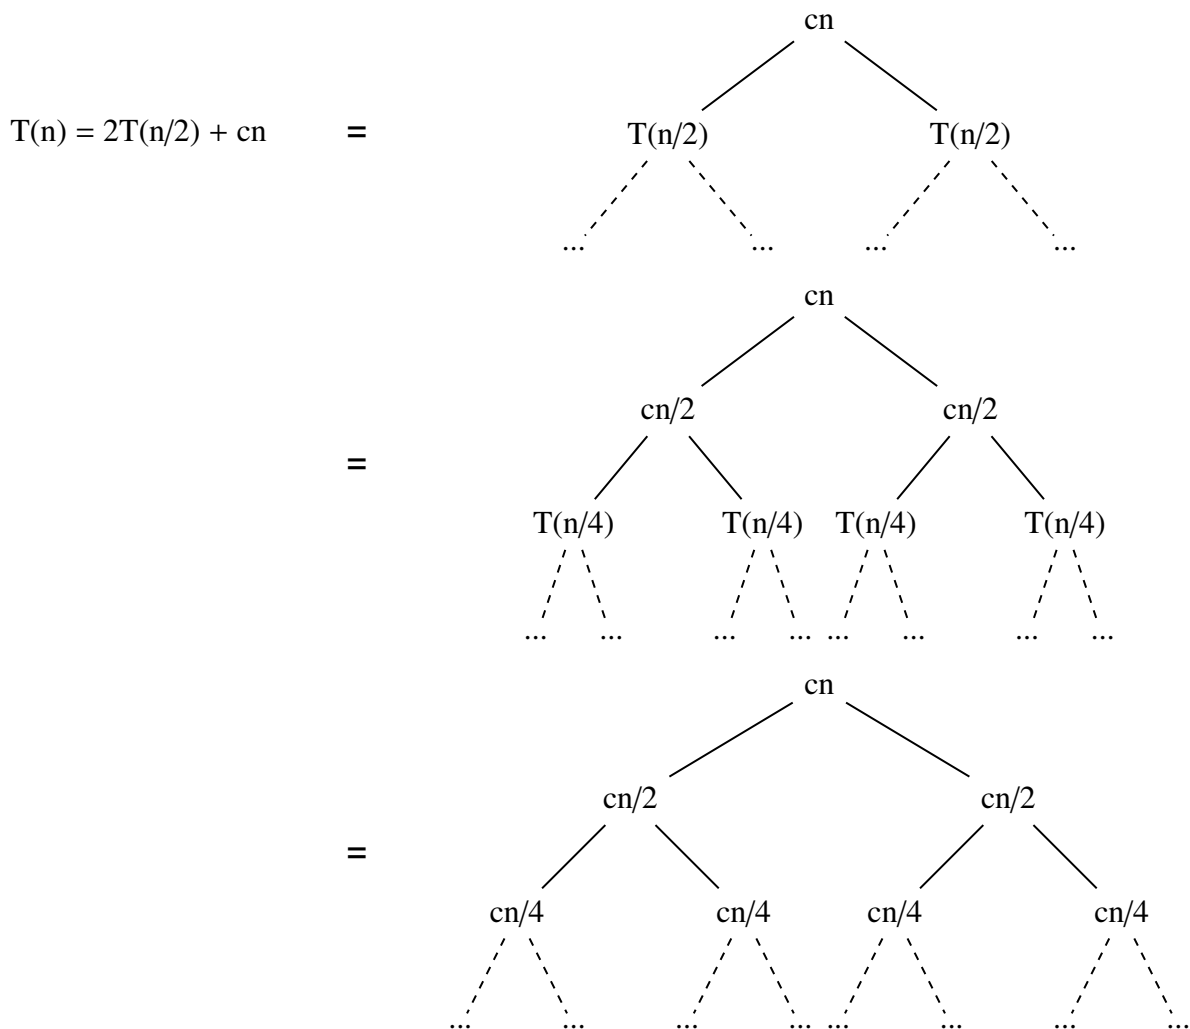 cn
T(n) = 2T(n/2) + cn = T(n/2) T(n/2)
... ... ... ...
cn
cn/2 cn/2
=
T(n/4) T(n/4) T(n/4) T(n/4)
... ... ... ... ... ... ... ...
cn
cn/2 cn/2
=
cn/4 cn/4 cn/4 cn/4
... ... ... ... ... ... ... ...